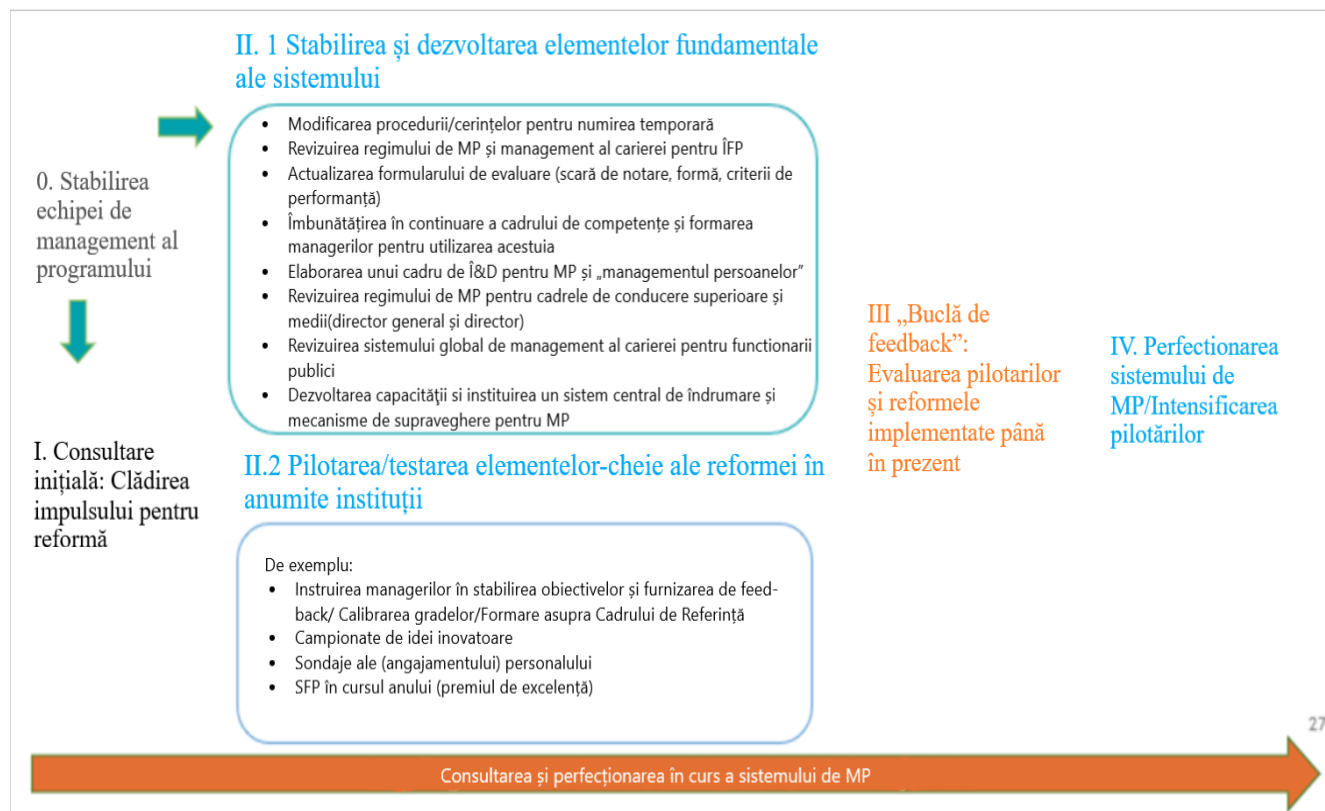 II. 1 Stabilirea și dezvoltarea elementelor fundamentale
ale sistemului
• Modificarea procedurii/cerințelor pentru numirea temporară
• Revizuirea regimului de MP și management al carierei pentru ÎFP
• Actualizarea formularului de evaluare (scară de notare, formă, criterii de
performanță)
• Îmbunătățirea în continuare a cadrului de competențe și formarea
managerilor pentru utilizarea acestuia
• Elaborarea unui cadru de Î&D pentru MP și „managementul persoanelor”
• Revizuirea regimului de MP pentru cadrele de conducere superioare și
medii(director general și director)
• Revizuirea sistemului global de management al carierei pentru functionarii
publici
• Dezvoltarea capacităţii si instituirea un sistem central de îndrumare și
mecanisme de supraveghere pentru MP
0. Stabilirea
echipei de
management al
programului
I. Consultare
inițială: Clădirea
impulsului pentru
reformă
II.2 Pilotarea/testarea elementelor-cheie ale reformei în
anumite instituții
De exemplu:
• Instruirea managerilor în stabilirea obiectivelor și furnizarea de feed-
back/ Calibrarea gradelor/Formare asupra Cadrului de Referință
• Campionate de idei inovatoare
• Sondaje ale (angajamentului) personalului
• SFP în cursul anului (premiul de excelență)
III „Buclă de
feedback”:
Evaluarea pilotarilor
și reformele
implementate până
în prezent
IV. Perfectionarea
sistemului de
MP/Intensificarea
pilotărilor
27
Consultarea și perfecționarea în curs a sistemului de MP